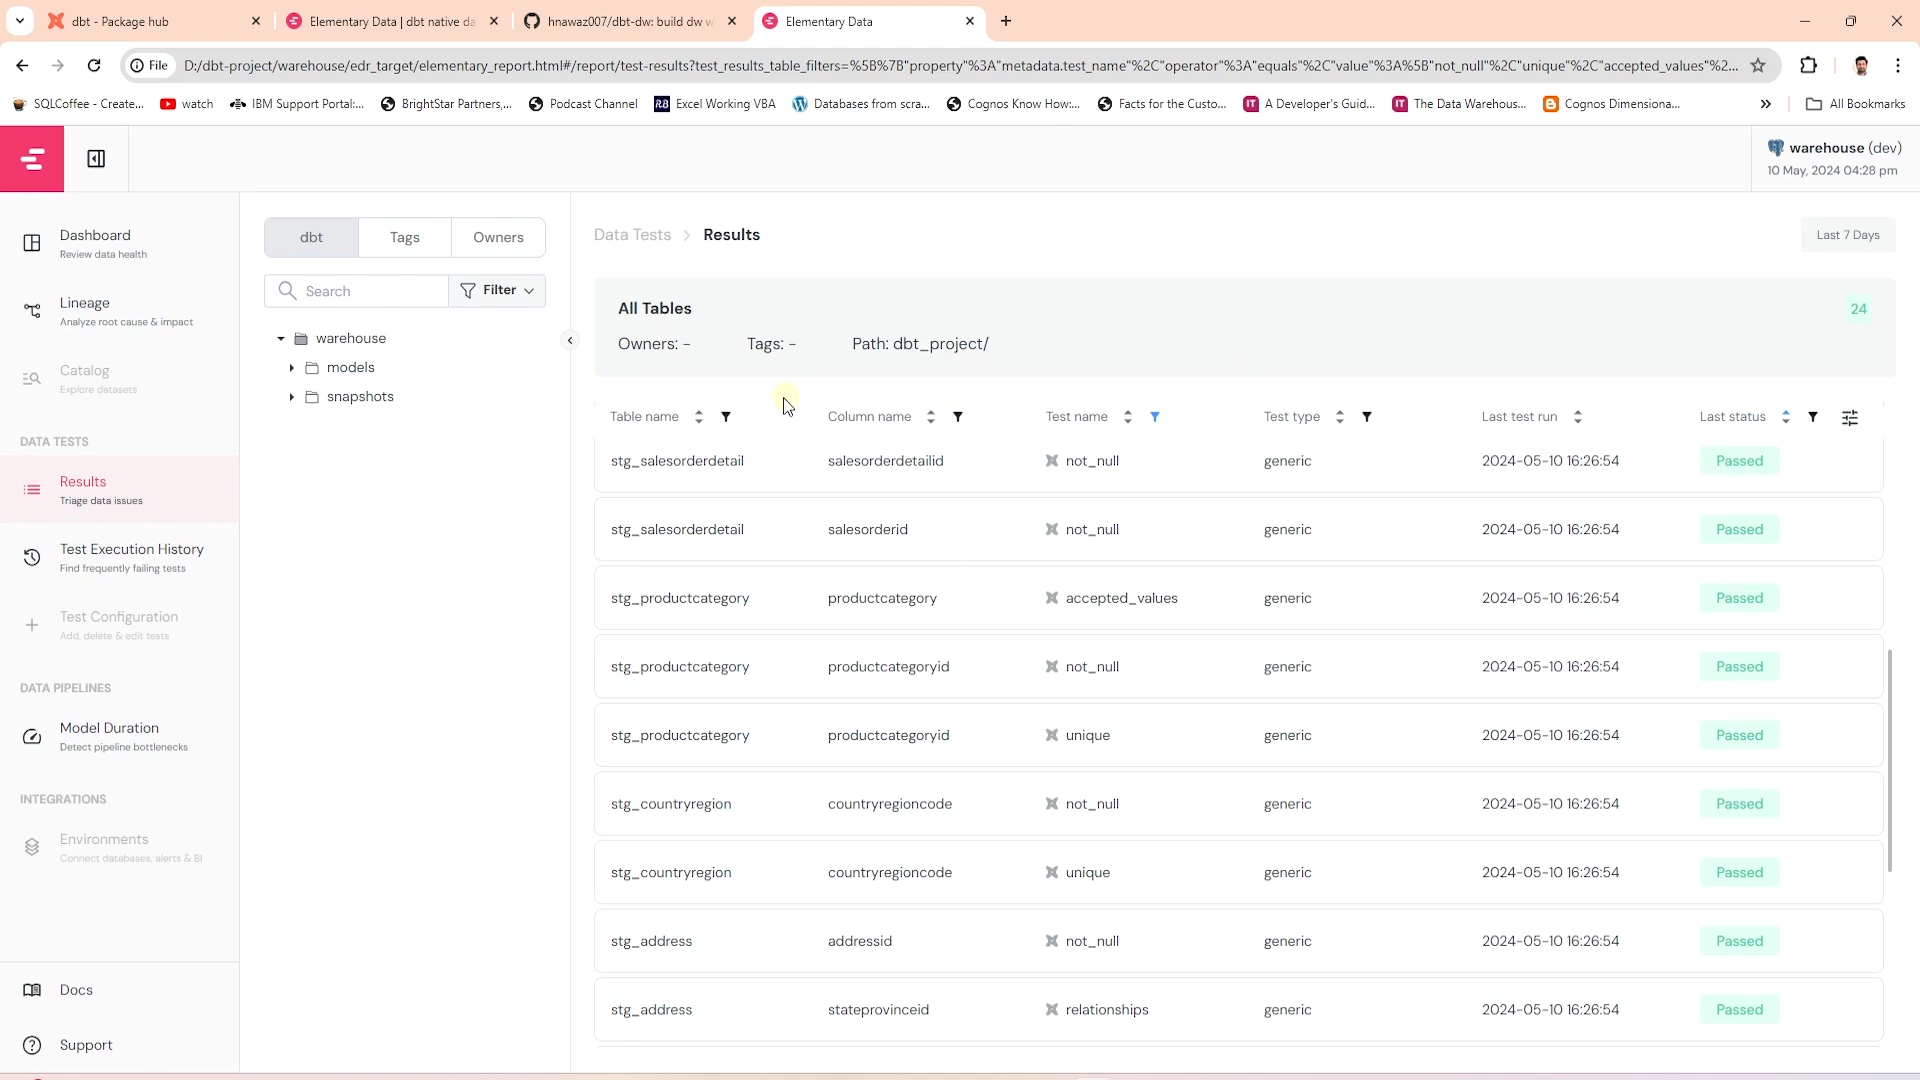 dbt - Package hub
Elementary Data | dbt native da
hnawaz007/dbt-dw: build dw w
Elementary Data
File
D:/dbt-project/warehouse/edr_target/elementary_report.html#/report/test-results?test_results_table_filters=%5B%7B"property"%3A"metadata.test_name"%2C"operator"%3A"equals"%2C"value"%3A%5B"not_null"%2C"unique"%2C"accepted_values"%2...
SQLCoffee - Create...
watch
IBM Support Portal:...
BrightStar Partners,...
Podcast Channel
Excel Working VBA
Databases from scra...
Cognos Know How:...
Facts for the Custo...
A Developer's Guid...
The Data Warehous...
Cognos Dimensiona...
All Bookmarks
warehouse (dev)
10 May, 2024 04:28 pm
Dashboard
Review data health
Lineage
Analyze root cause & impact
Catalog
Explore datasets
DATA TESTS
Results
Triage data issues
Test Execution History
Find frequently failing tests
Test Configuration
Add, delete & edit tests
DATA PIPELINES
Model Duration
Detect pipeline bottlenecks
INTEGRATIONS
Environments
Connect databases, alerts & BI
Docs
Support
dbt Tags Owners
Search Filter
warehouse
models
snapshots
Data Tests > Results
Last 7 Days
All Tables 24
Owners: - Tags: - Path: dbt_project/
Table name Column name Test name Test type Last test run Last status
stg_salesorderdetail salesorderdetailid not_null generic 2024-05-10 16:26:54 Passed
stg_salesorderdetail salesorderid not_null generic 2024-05-10 16:26:54 Passed
stg_productcategory productcategory accepted_values generic 2024-05-10 16:26:54 Passed
stg_productcategory productcategoryid not_null generic 2024-05-10 16:26:54 Passed
stg_productcategory productcategoryid unique generic 2024-05-10 16:26:54 Passed
stg_countryregion countryregioncode not_null generic 2024-05-10 16:26:54 Passed
stg_countryregion countryregioncode unique generic 2024-05-10 16:26:54 Passed
stg_address addressid not_null generic 2024-05-10 16:26:54 Passed
stg_address stateprovinceid relationships generic 2024-05-10 16:26:54 Passed